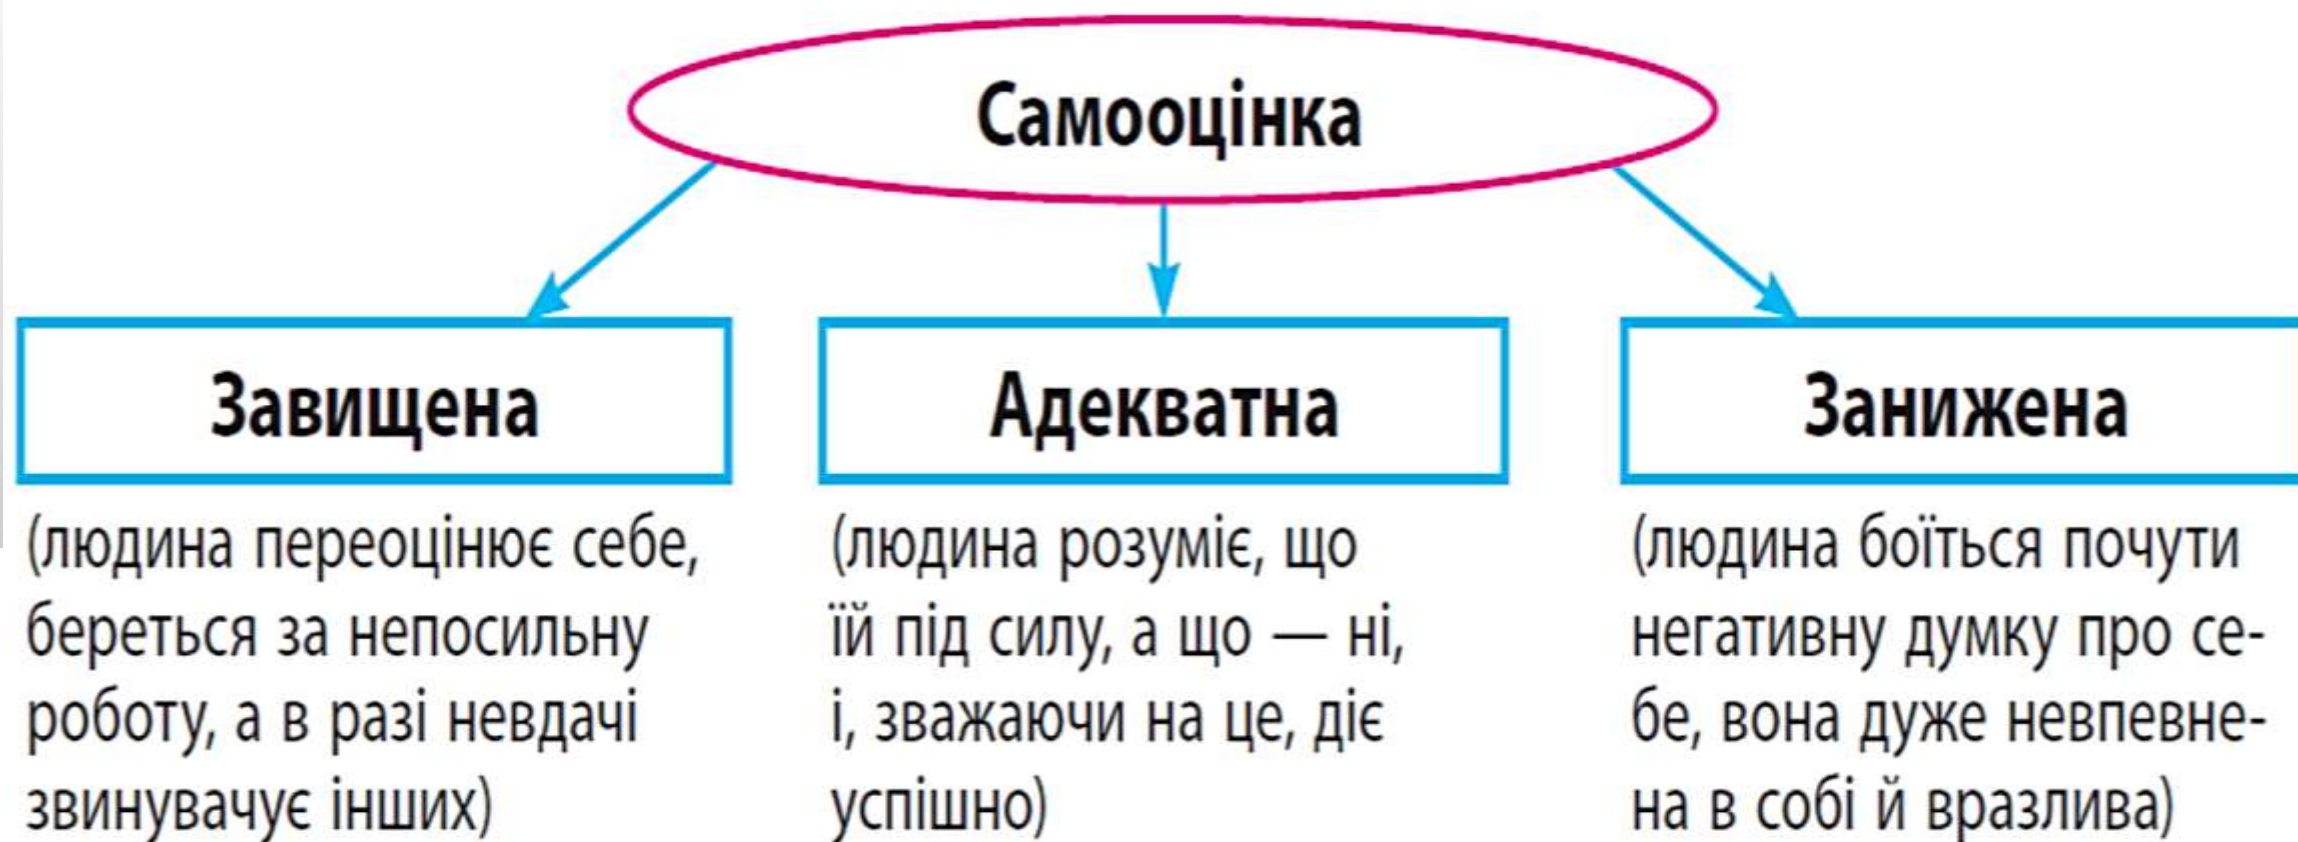 Самооцінка
Завищена
(людина переоцінює себе,
береться за непосильну
роботу, а в разі невдачі
звинувачує інших)
Адекватна
(людина розуміє, що
їй під силу, а що — ні,
і, зважаючи на це, діє
успішно)
Занижена
(людина боїться почути
негативну думку про се-
бе, вона дуже невпевне-
на в собі й вразлива)